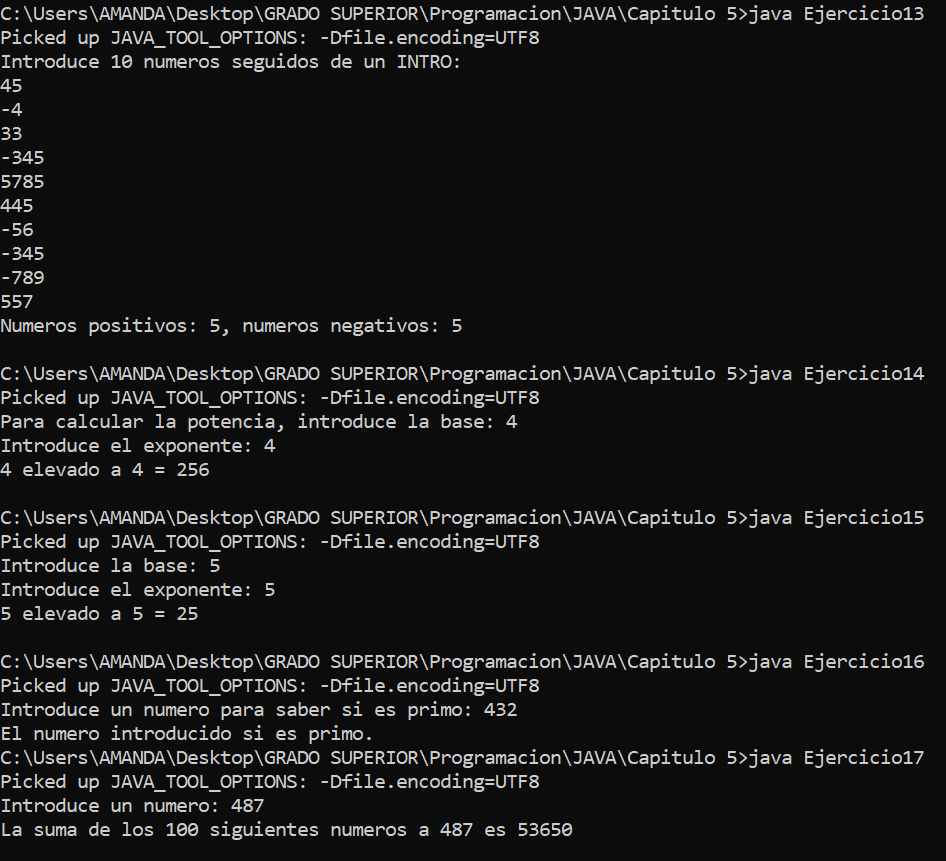 C:\Users\AMANDA\Desktop\GRADO SUPERIOR\Programacion\JAVA\Capitulo 5>java Ejercicio13
Picked up JAVA_TOOL_OPTIONS: -Dfile.encoding=UTF8
Introduce 10 numeros seguidos de un INTRO:
45
-4
33
-345
5785
445
-56
-345
-789
557
Numeros positivos: 5, numeros negativos: 5
C:\Users\AMANDA\Desktop\GRADO SUPERIOR\Programacion\JAVA\Capitulo 5>java Ejercicio14
Picked up JAVA_TOOL_OPTIONS: -Dfile.encoding=UTF8
Para calcular la potencia, introduce la base: 4
Introduce el exponente: 4
4 elevado a 4 = 256
C:\Users\AMANDA\Desktop\GRADO SUPERIOR\Programacion\JAVA\Capitulo 5>java Ejercicio15
Picked up JAVA_TOOL_OPTIONS: -Dfile.encoding=UTF8
Introduce la base: 5
Introduce el exponente: 5
5 elevado a 5 = 25
C:\Users\AMANDA\Desktop\GRADO SUPERIOR\Programacion\JAVA\Capitulo 5>java Ejercicio16
Picked up JAVA_TOOL_OPTIONS: -Dfile.encoding=UTF8
Introduce un numero para saber si es primo: 432
El numero introducido si es primo.
C:\Users\AMANDA\Desktop\GRADO SUPERIOR\Programacion\JAVA\Capitulo 5>java Ejercicio17
Picked up JAVA_TOOL_OPTIONS: -Dfile.encoding=UTF8
Introduce un numero: 487
La suma de los 100 siguientes numeros a 487 es 53650